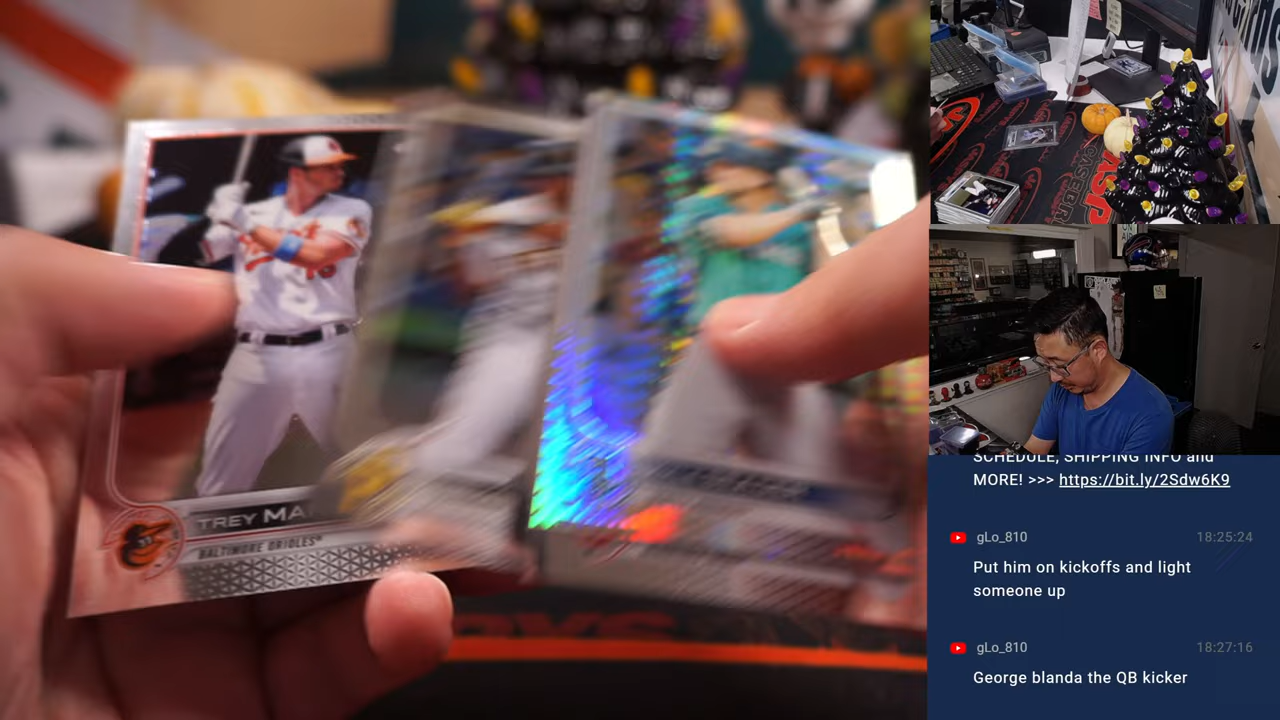 TREY MA
BALTIMORE ORIOLES
SCHEDULE, SHIPPING INFO and
MORE! >>> https://bit.ly/2Sdw6K9
gLo_810 18:25:24
Put him on kickoffs and light
someone up
gLo_810 18:27:16
George blanda the QB kicker